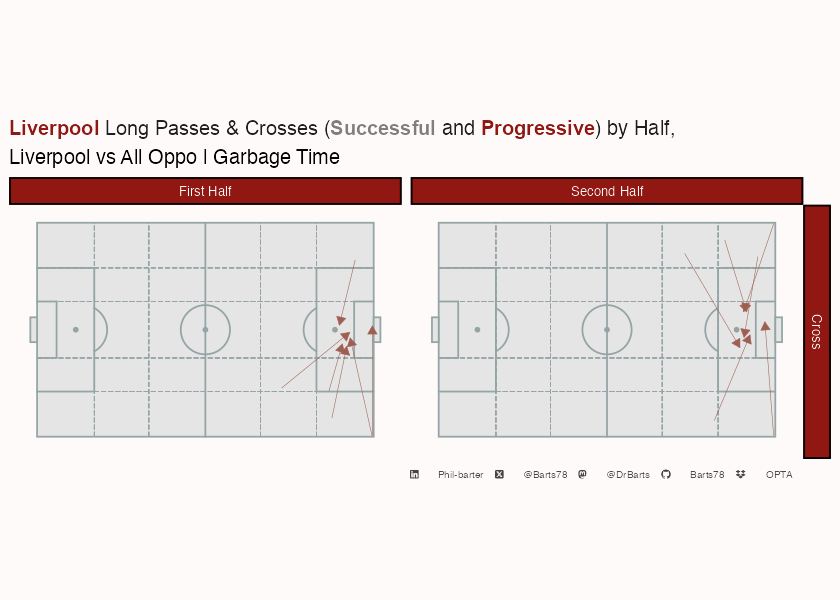 Liverpool Long Passes & Crosses (Successful and Progressive) by Half,
Liverpool vs All Oppo | Garbage Time
First Half
Second Half
Cross
Phil-barter @Barts78 @DrBarts Barts78 OPTA